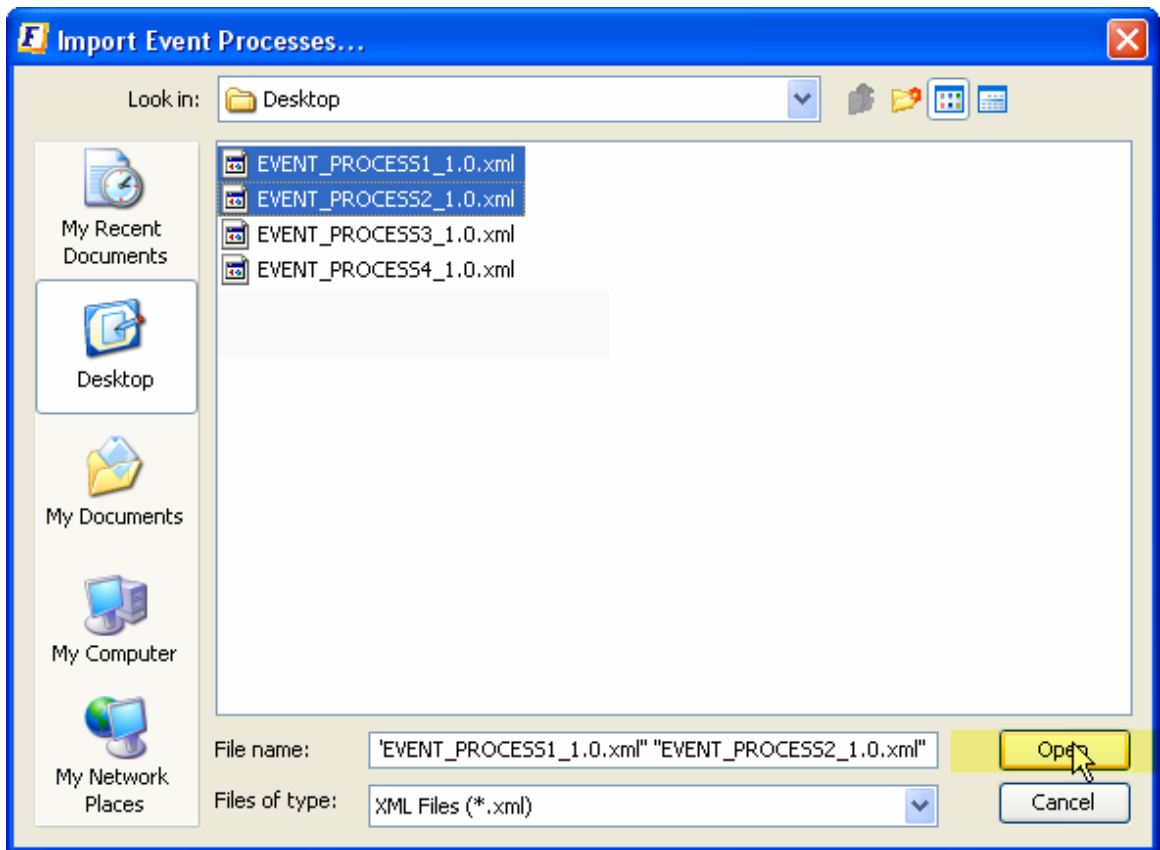 Import Event Processes...
Look in:
Desktop
EVENT_PROCESS1_1.0.xml
EVENT_PROCESS2_1.0.xml
EVENT_PROCESS3_1.0.xml
EVENT_PROCESS4_1.0.xml
My Recent
Documents
Desktop
My Documents
My Computer
My Network
Places
File name:
"EVENT_PROCESS1_1.0.xml" "EVENT_PROCESS2_1.0.xml"
Open
Files of type:
XML Files (*.xml)
Cancel